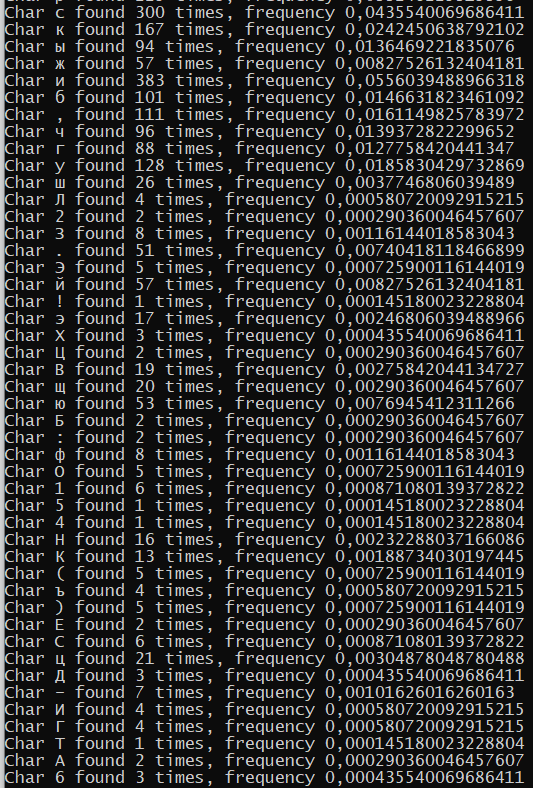 Char с found 300 times, frequency 0,0435540069686411
Char к found 167 times, frequency 0,0242450638792102
Char ы found 94 times, frequency 0,0136469221835076
Char ж found 57 times, frequency 0,00827526132404181
Char и found 383 times, frequency 0,0556039488966318
Char б found 101 times, frequency 0,0146631823461092
Char , found 111 times, frequency 0,0161149825783972
Char ч found 96 times, frequency 0,0139372822299652
Char г found 88 times, frequency 0,0127758420441347
Char у found 128 times, frequency 0,0185830429732869
Char ш found 26 times, frequency 0,0037746806039489
Char Л found 4 times, frequency 0,000580720092915215
Char 2 found 2 times, frequency 0,000290360046457607
Char З found 8 times, frequency 0,00116144018583043
Char . found 51 times, frequency 0,00740418118466899
Char Э found 5 times, frequency 0,000725900116144019
Char й found 57 times, frequency 0,00827526132404181
Char ! found 1 times, frequency 0,000145180023228804
Char э found 17 times, frequency 0,00246806039488966
Char Х found 3 times, frequency 0,000435540069686411
Char Ц found 2 times, frequency 0,000290360046457607
Char В found 19 times, frequency 0,00275842044134727
Char щ found 20 times, frequency 0,00290360046457607
Char ю found 53 times, frequency 0,0076945412311266
Char Б found 2 times, frequency 0,000290360046457607
Char : found 2 times, frequency 0,000290360046457607
Char ф found 8 times, frequency 0,00116144018583043
Char О found 5 times, frequency 0,000725900116144019
Char 1 found 6 times, frequency 0,000871080139372822
Char 5 found 1 times, frequency 0,000145180023228804
Char 4 found 1 times, frequency 0,000145180023228804
Char Н found 16 times, frequency 0,00232288037166086
Char К found 13 times, frequency 0,00188734030197445
Char ( found 5 times, frequency 0,000725900116144019
Char ъ found 4 times, frequency 0,000580720092915215
Char ) found 5 times, frequency 0,000725900116144019
Char Е found 2 times, frequency 0,000290360046457607
Char С found 6 times, frequency 0,000871080139372822
Char ц found 21 times, frequency 0,00304878048780488
Char Д found 3 times, frequency 0,000435540069686411
Char - found 7 times, frequency 0,00101626016260163
Char И found 4 times, frequency 0,000580720092915215
Char Г found 4 times, frequency 0,000580720092915215
Char Т found 1 times, frequency 0,000145180023228804
Char А found 2 times, frequency 0,000290360046457607
Char 6 found 3 times, frequency 0,000435540069686411